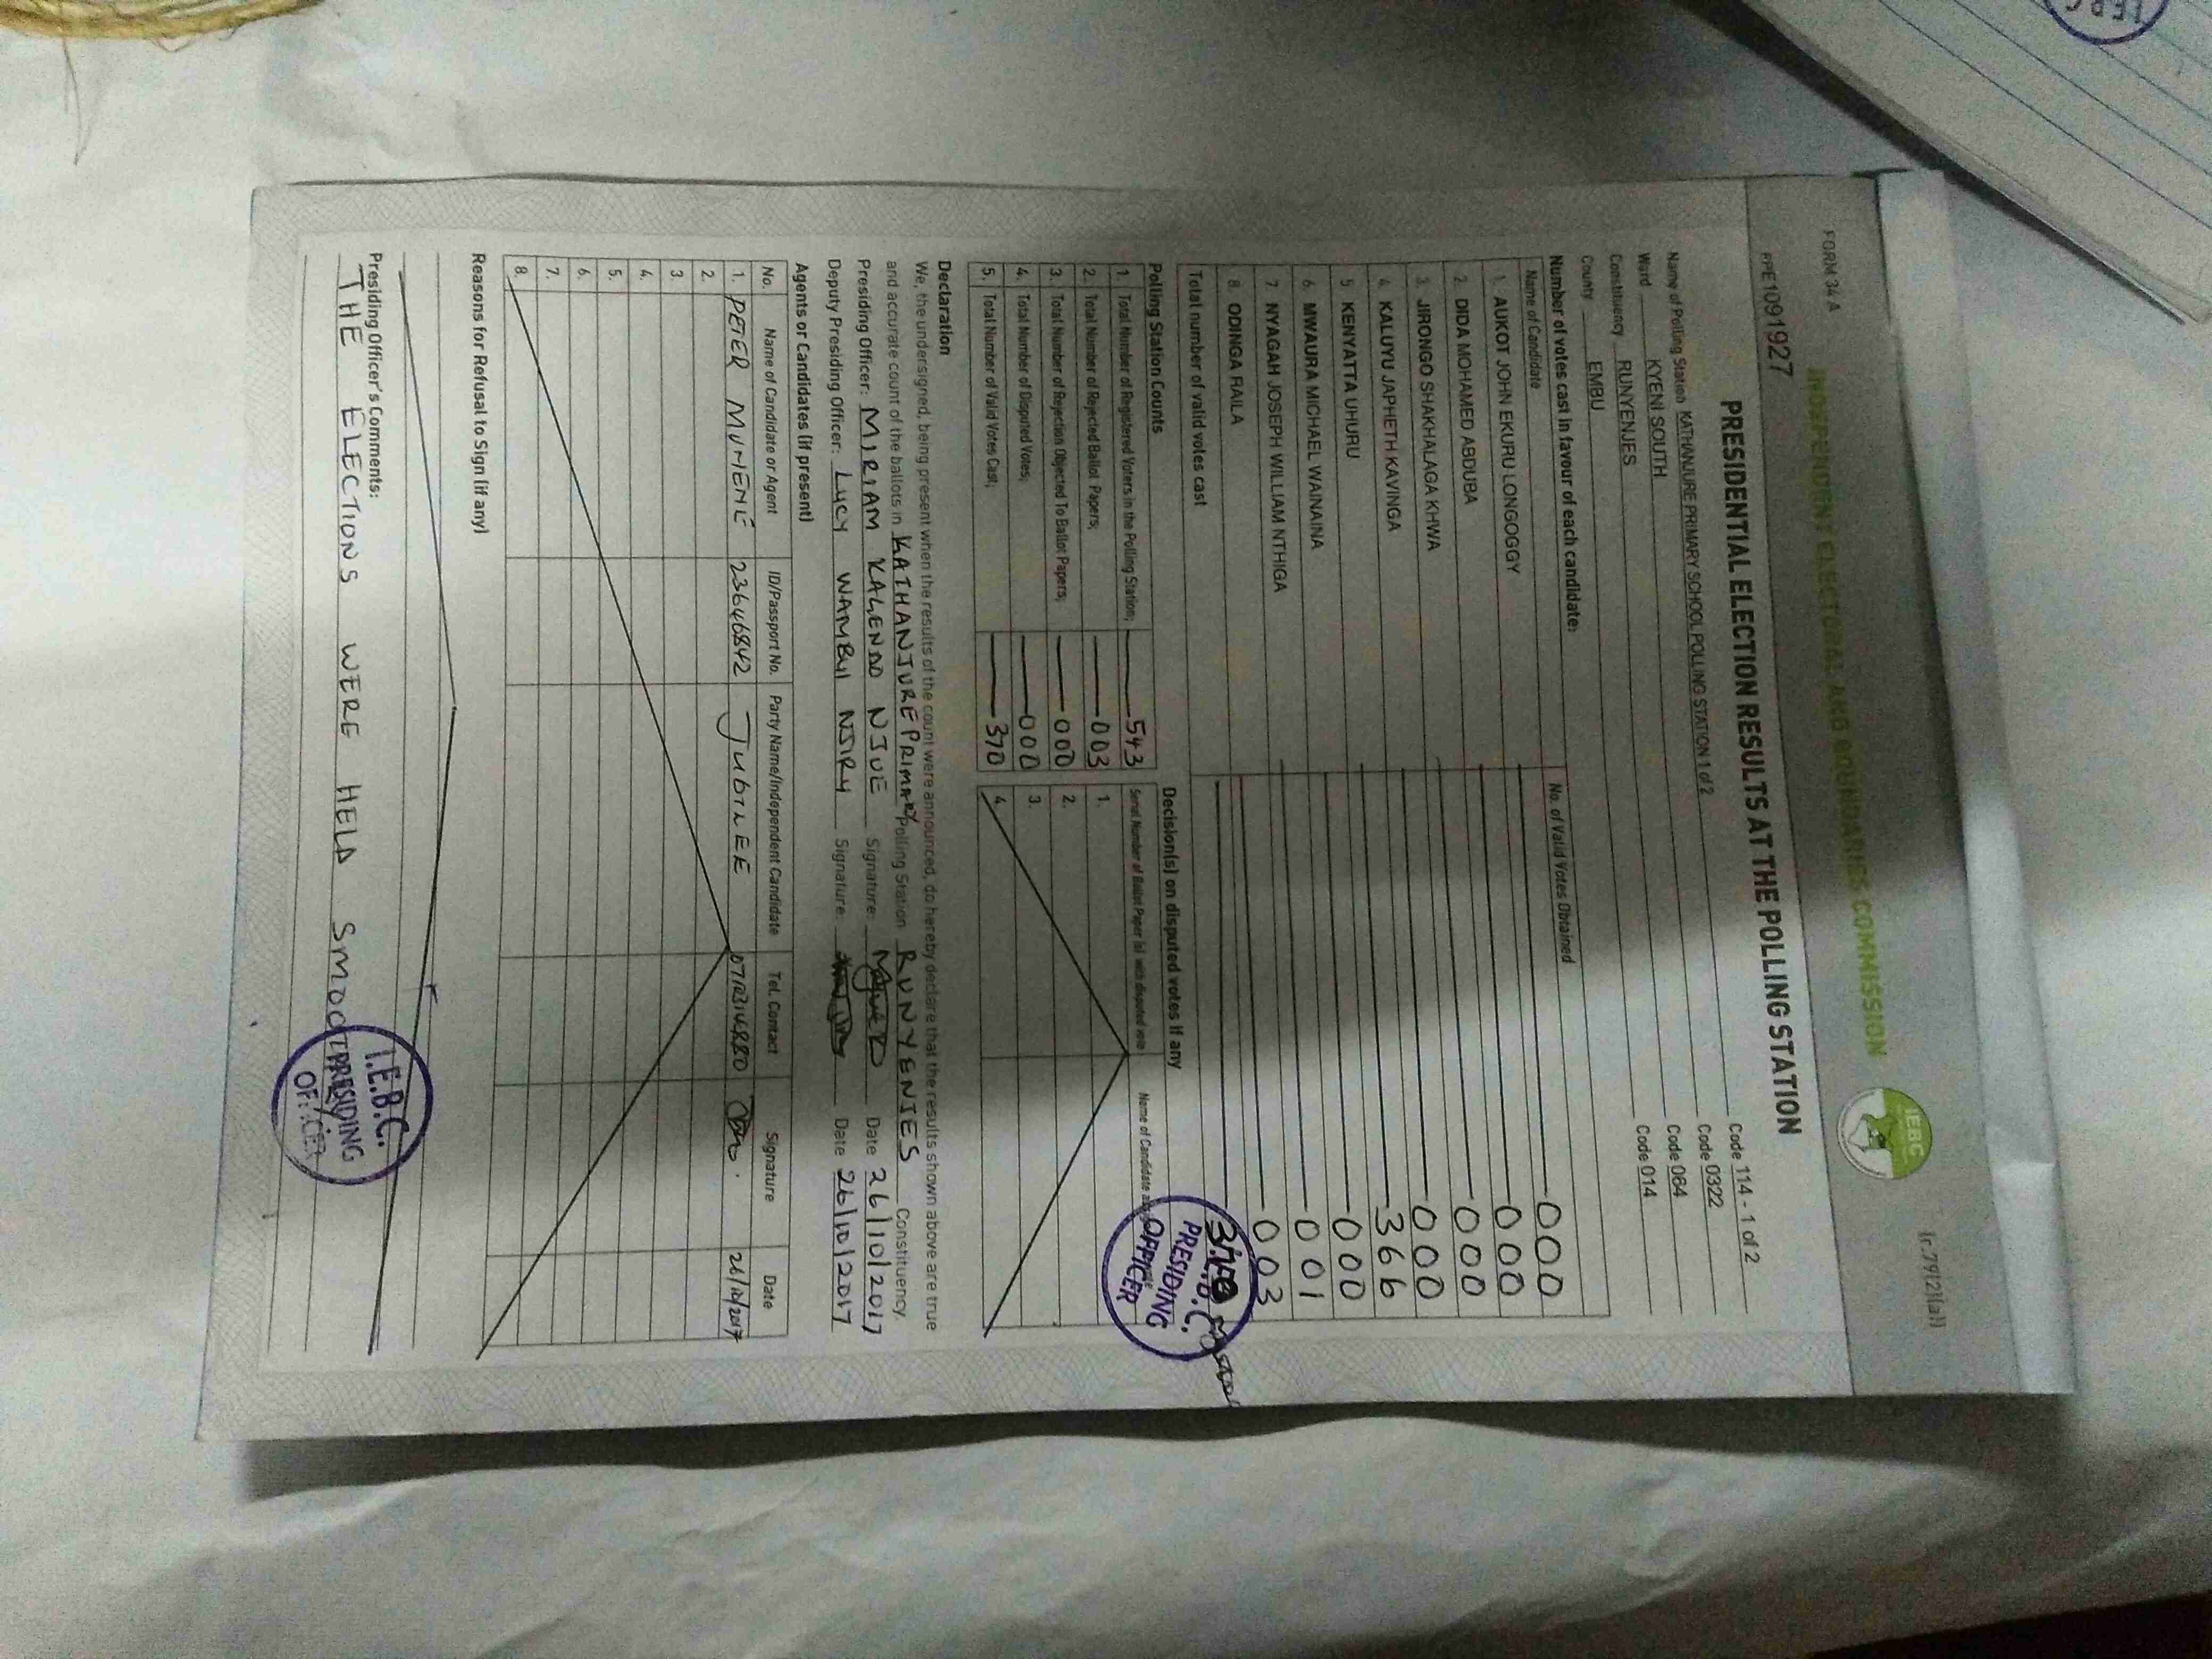 FORM 34 A
(r.79(2)(a))
INDEPENDENT ELECTORAL AND BOUNDARIES COMMISSION
IEBC
PPE1091927
PRESIDENTIAL ELECTION RESULTS AT THE POLLING STATION
Name of Polling Station KATHANJURE PRIMARY SCHOOL POLLING STATION 1 of 2 Code 114 - 1 of 2
Ward KYENI SOUTH Code 0322
Constituency RUNYENJES Code 064
County EMBU Code 014
Number of votes cast in favour of each candidate:
Name of Candidate No. of Valid Votes Obtained
1. AUKOT JOHN EKURU LONGOGGY 000
2. DIDA MOHAMED ABDUBA 000
3. JIRONGO SHAKHALAGA KHWA 000
4. KALUYU JAPHETH KAVINGA 000
5 KENYATTA UHURU 366
6 MWAURA MICHAEL WAINAINA 000
7 NYAGAH JOSEPH WILLIAM NTHIGA 001
8 ODINGA RAILA 003
Total number of valid votes cast 370
I.E.B.C.
PRESIDING
OFFICER
Polling Station Counts
1. Total Number of Registered Voters in the Polling Station; 543
2. Total Number of Rejected Ballot Papers; 003
3. Total Number of Rejection Objected To Ballot Papers; 000
4. Total Number of Disputed Votes; 000
5. Total Number of Valid Votes Cast; 370
Decision(s) on disputed votes if any
Serial Number of Ballot Paper (s) with disputed vote Name of Candidate
1.
2.
3.
4.
Declaration
We, the undersigned, being present when the results of the count were announced, do hereby declare that the results shown above are true
and accurate count of the ballots in KATHANJURE PRIMARY Polling Station RUNYENJES Constituency.
Presiding Officer: MIRIAM KALENDO NJUE Signature: Date 26/10/2017
Deputy Presiding Officer: LUCY WAMBUI NJIRU Signature: Date 26/10/2017
Agents or Candidates (if present)
No. Name of Candidate or Agent ID/Passport No. Party Name/Independent Candidate Tel. Contact Signature Date
1. PETER MUNENE 23646842 JUBILEE 26/10/2017
2.
3.
4.
5.
6.
7.
8.
Reasons for Refusal to Sign (if any)
Presiding Officer's Comments:
THE ELECTIONS WERE HELD
I.E.B.C.
PRESIDING
OFFICER